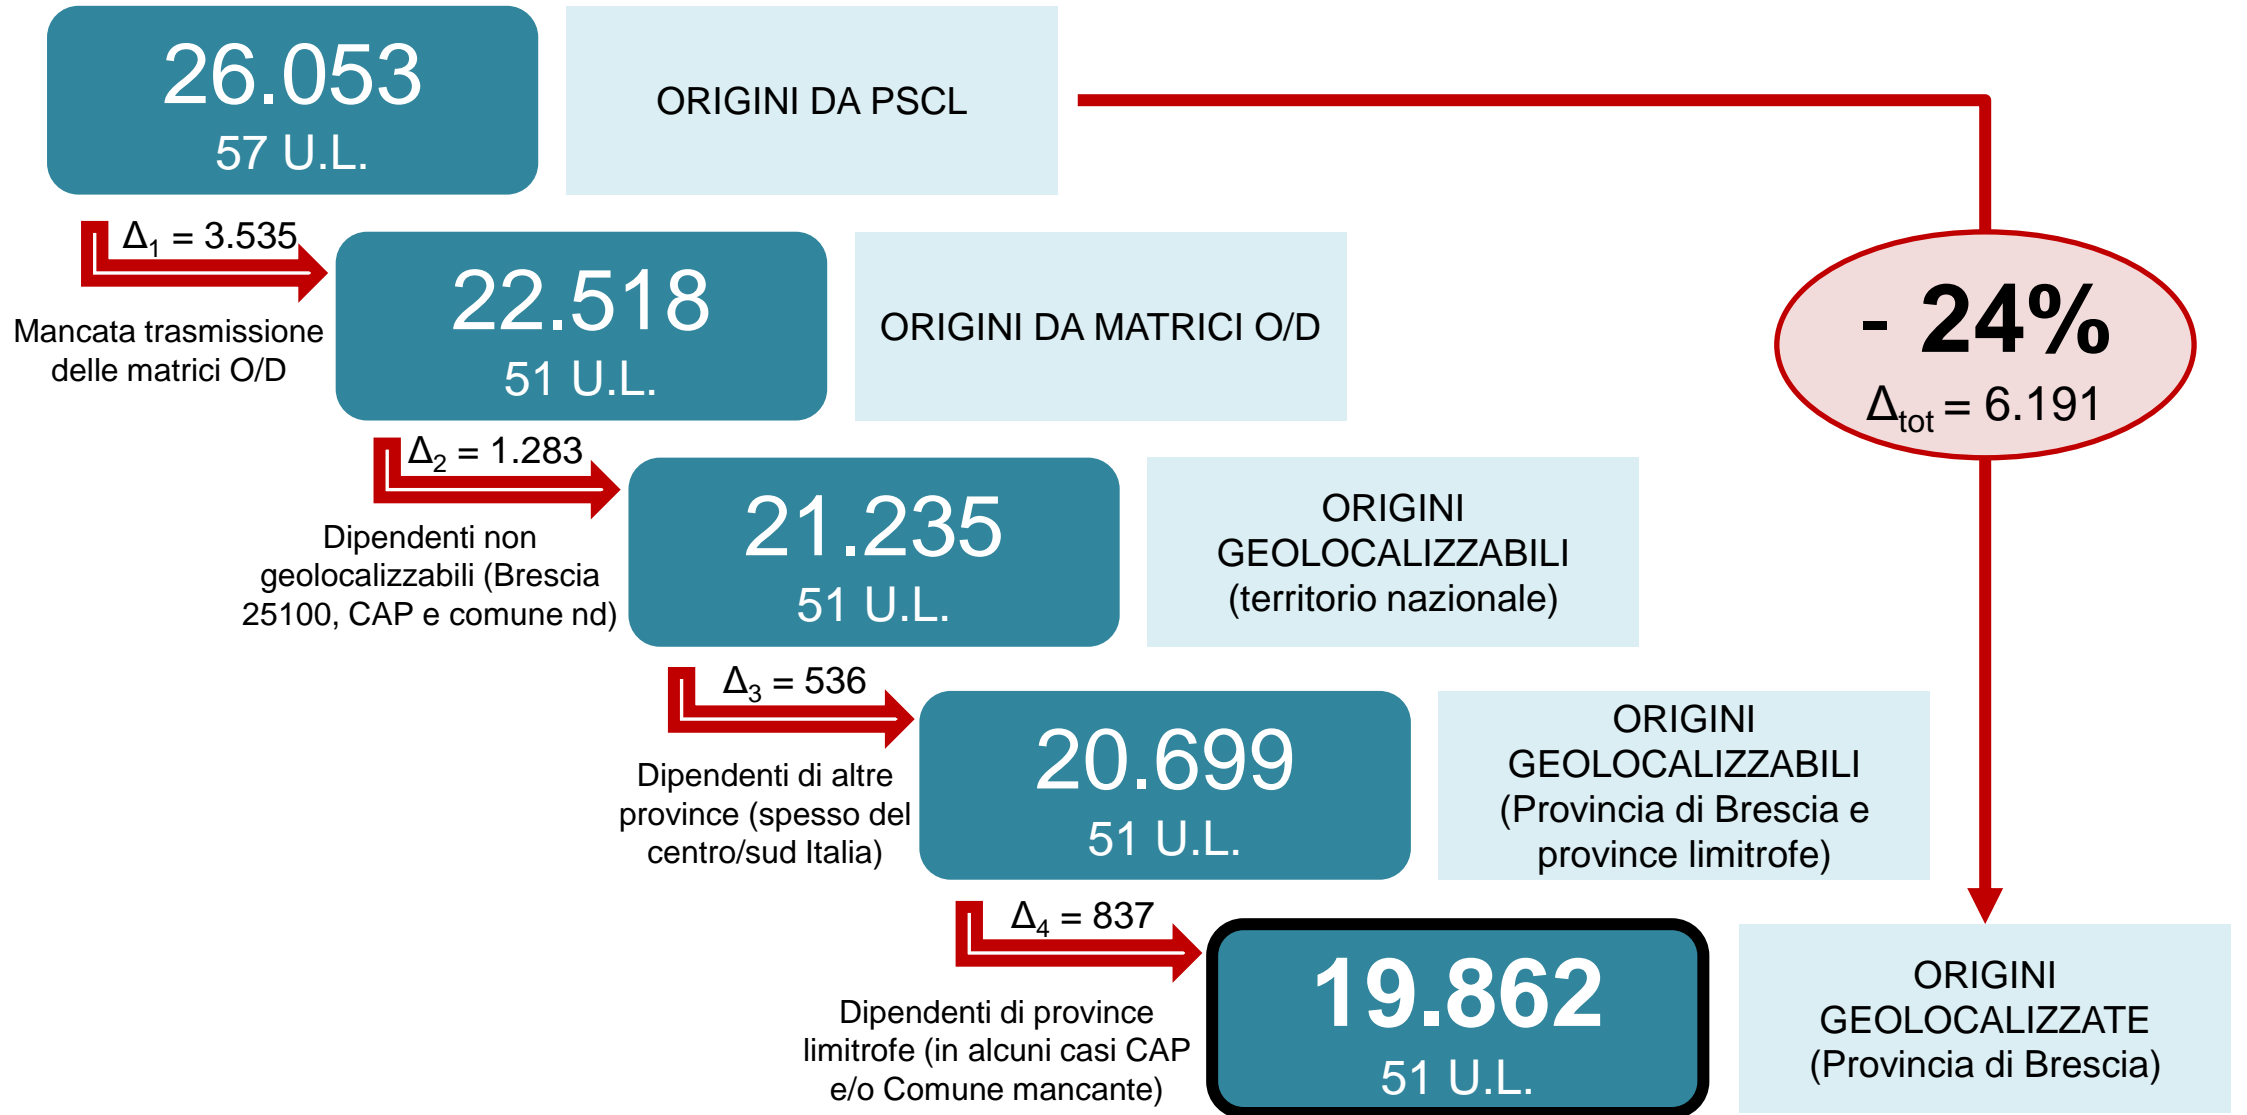 26.053
57 U.L.
ORIGINI DA PSCL
Δ1 = 3.535
Mancata trasmissione
delle matrici O/D
22.518
51 U.L.
ORIGINI DA MATRICI O/D
- 24%
Δtot = 6.191
Δ2 = 1.283
Dipendenti non
geolocalizzabili (Brescia
25100, CAP e comune nd)
21.235
51 U.L.
ORIGINI
GEOLOCALIZZABILI
(territorio nazionale)
Δ3 = 536
Dipendenti di altre
province (spesso del
centro/sud Italia)
20.699
51 U.L.
ORIGINI
GEOLOCALIZZABILI
(Provincia di Brescia e
province limitrofe)
Δ4 = 837
Dipendenti di province
limitrofe (in alcuni casi CAP
e/o Comune mancante)
19.862
51 U.L.
ORIGINI
GEOLOCALIZZATE
(Provincia di Brescia)